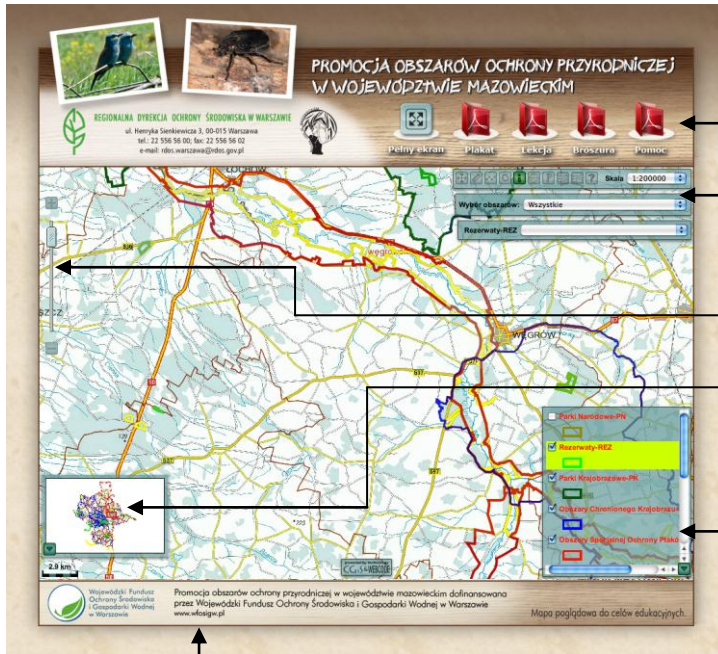 PROMOCJA OBSZARÓW OCHRONY PRZYRODNICZEJ
W WOJEWÓDZTWIE MAZOWIECKIM
REGIONALNA DYREKCJA OCHRONY ŚRODOWISKA W WARSZAWIE
ul. Henryka Sienkiewicza 3, 00-015 Warszawa
tel.: 22 556 56 00; fax: 22 556 56 02
e-mail: rdos.warszawa@rdos.gov.pl
Pełny ekran
Plakat
Lekcja
Broszura
Pomoc
ŁOCHÓW
Skala
1:200000
Wybór obszarów:
Wszystkie
Rezerwaty-REZ
węgrów
WĘGRÓW
637
Parki Narodowe-PN
Rezerwaty-REZ
Parki Krajobrazowe-PK
Obszary Chronionego Krajobrazu
Obszary Specjalnej Ochrony Ptaków
2.9 km
Wojewódzki Fundusz
Ochrony Środowiska
i Gospodarki Wodnej
w Warszawie
Promocja obszarów ochrony przyrodniczej w województwie mazowieckim dofinansowana
przez Wojewódzki Fundusz Ochrony Środowiska i Gospodarki Wodnej w Warszawie
www.wfosigw.pl
Mapa poglądowa do celów edukacyjnych.